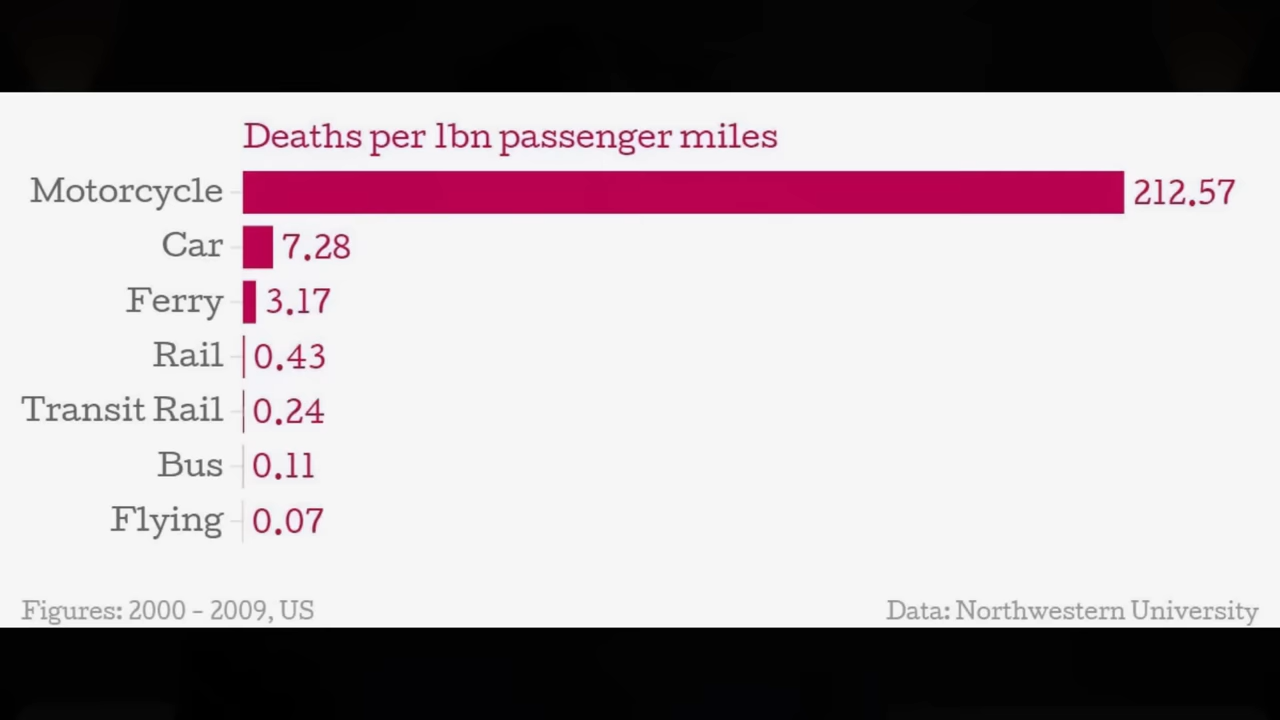 Deaths per 1bn passenger miles
Motorcycle 212.57
Car 7.28
Ferry 3.17
Rail 0.43
Transit Rail 0.24
Bus 0.11
Flying 0.07
Figures: 2000 – 2009, US
Data: Northwestern University